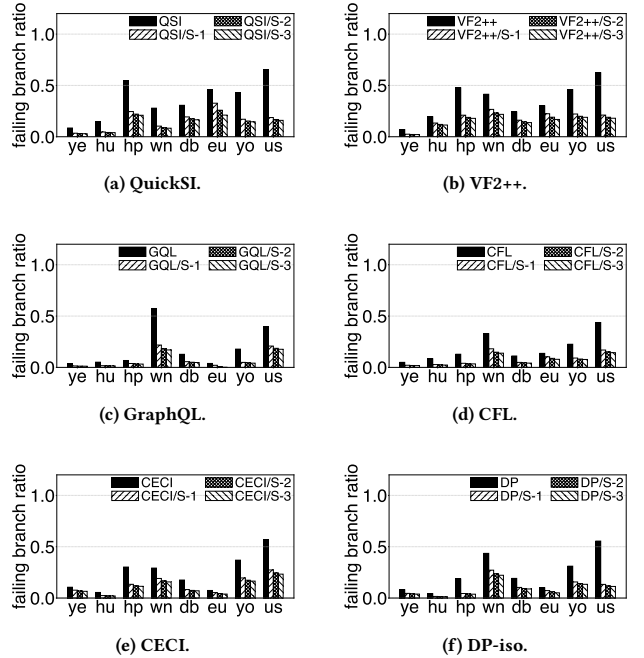 QSI QSI/S-2
QSI/S-1 QSI/S-3
failing branch ratio
1.0
0.5
0.0
ye hu hp wn db eu yo us
(a) QuickSI.
VF2++ VF2++/S-2
VF2++/S-1 VF2++/S-3
failing branch ratio
1.0
0.5
0.0
ye hu hp wn db eu yo us
(b) VF2++.
GQL GQL/S-2
GQL/S-1 GQL/S-3
failing branch ratio
1.0
0.5
0.0
ye hu hp wn db eu yo us
(c) GraphQL.
CFL CFL/S-2
CFL/S-1 CFL/S-3
failing branch ratio
1.0
0.5
0.0
ye hu hp wn db eu yo us
(d) CFL.
CECI CECI/S-2
CECI/S-1 CECI/S-3
failing branch ratio
1.0
0.5
0.0
ye hu hp wn db eu yo us
(e) CECI.
DP DP/S-2
DP/S-1 DP/S-3
failing branch ratio
1.0
0.5
0.0
ye hu hp wn db eu yo us
(f) DP-iso.